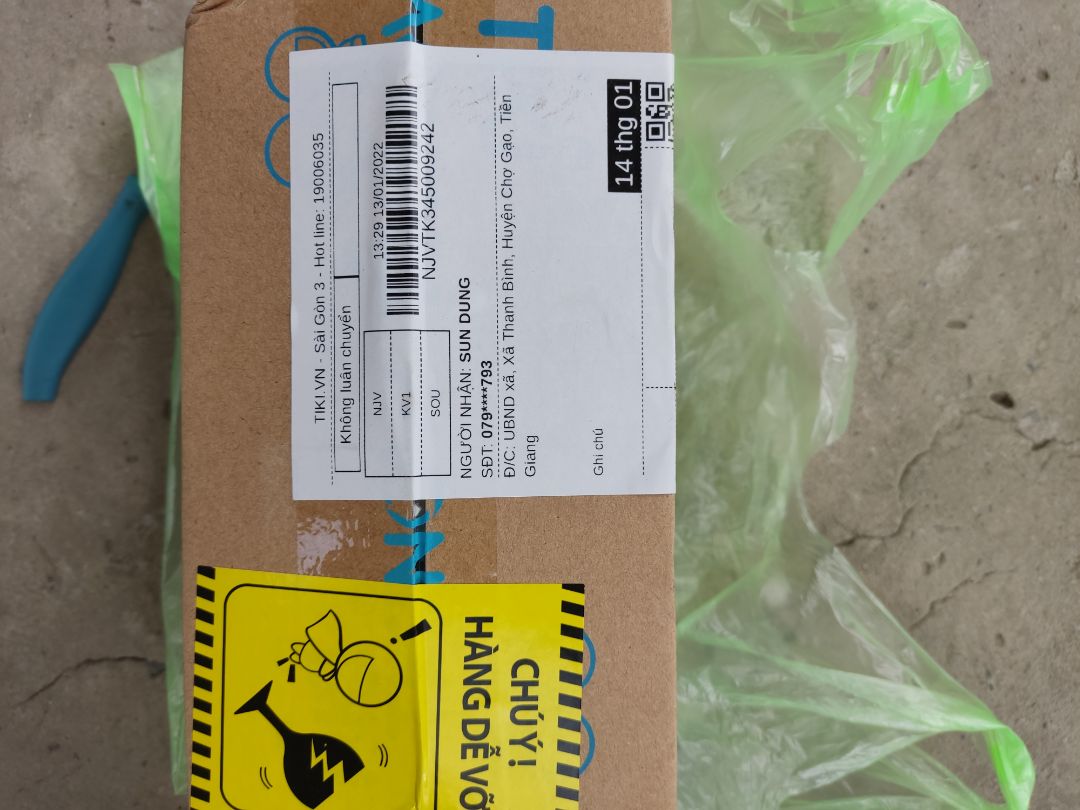 TIKI.VN - Sài Gòn 3 - Hot line: 19006035
Không luân chuyển
13:29 13/01/2022
NJVTK345009242
NJV
KV1
SOU
NGƯỜI NHẬN: SUN DUNG
SĐT: 079****793
Đ/C: UBND xã, Xã Thanh Bình, Huyện Chợ Gạo, Tiền
Giang
Ghi chú
14 thg 01
CHÚ Ý!
HÀNG DỄ VỠ